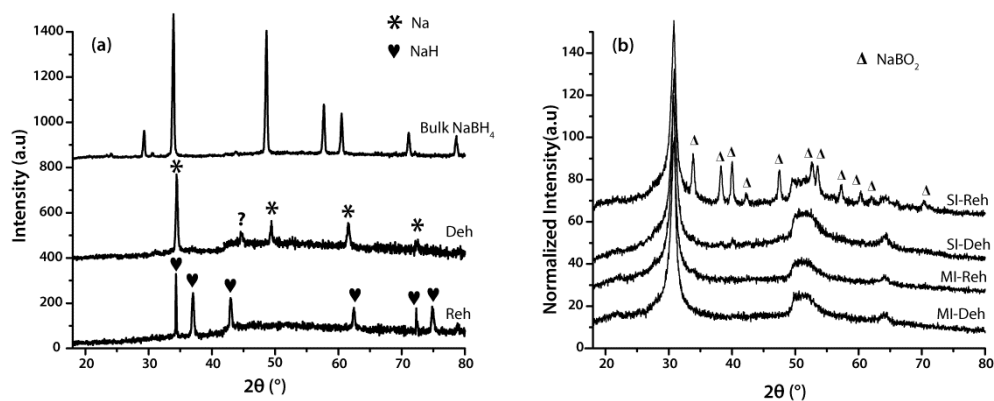 (a)
* Na
♥ NaH
Bulk NaBH4
Deh
Reh
?
Intensity (a.u)
1400
1200
1000
800
600
400
200
0
20 30 40 50 60 70 80
2θ (°)
(b)
Δ NaBO2
SI-Reh
SI-Deh
MI-Reh
MI-Deh
Normalized Intensity (a.u)
140
120
100
80
60
40
20
20 30 40 50 60 70 80
2θ (°)